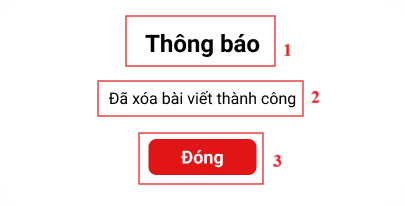 Thông báo 1
Đã xóa bài viết thành công 2
Đóng 3